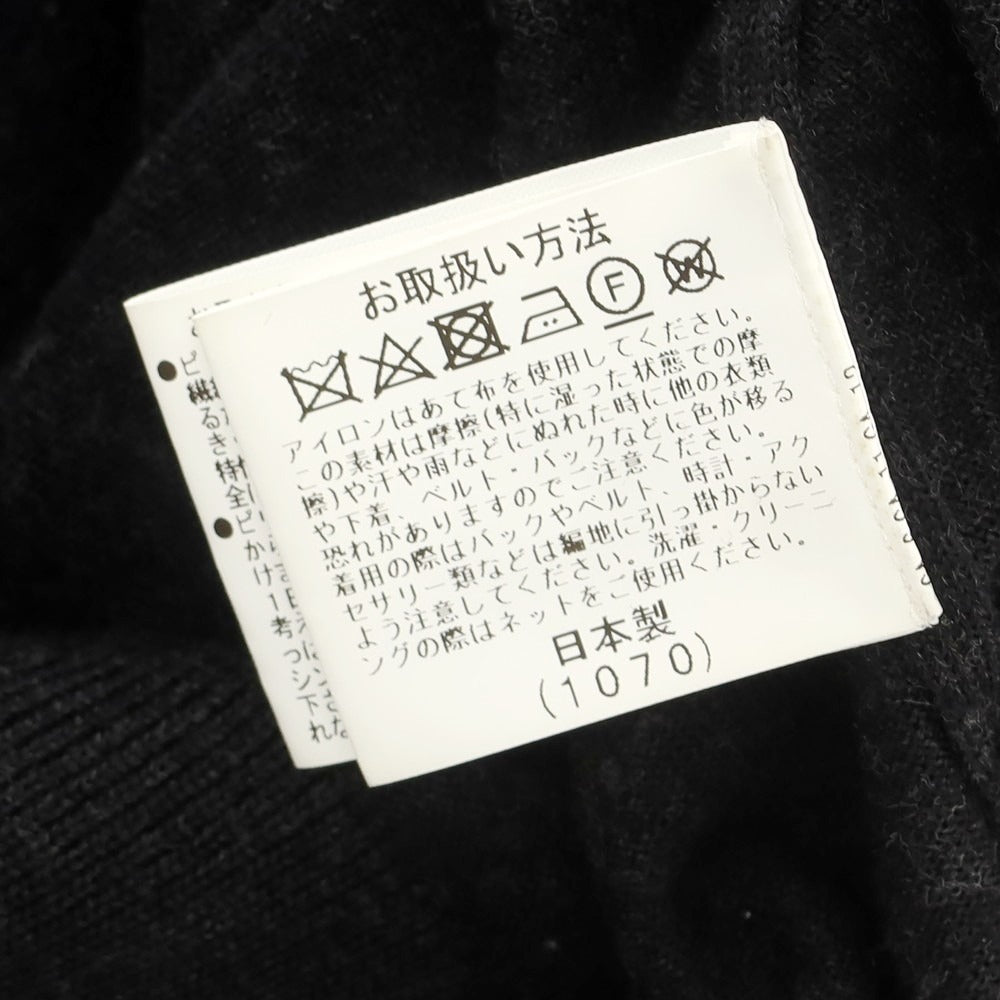 お取扱い方法
F W
アイロンはあて布を使用してください。
この素材は摩擦(特に湿った状態での摩
擦)や汗や雨などにぬれた時に他の衣類
や下着、ベルト・バックなどに色が移る
恐れがありますのでご注意ください。
着用の際はバックやベルト、時計・アク
セサリー類などは編地に引っ掛からない
よう注意してください。洗濯・クリーニ
ングの際はネットをご使用ください。
日本製
(1070)